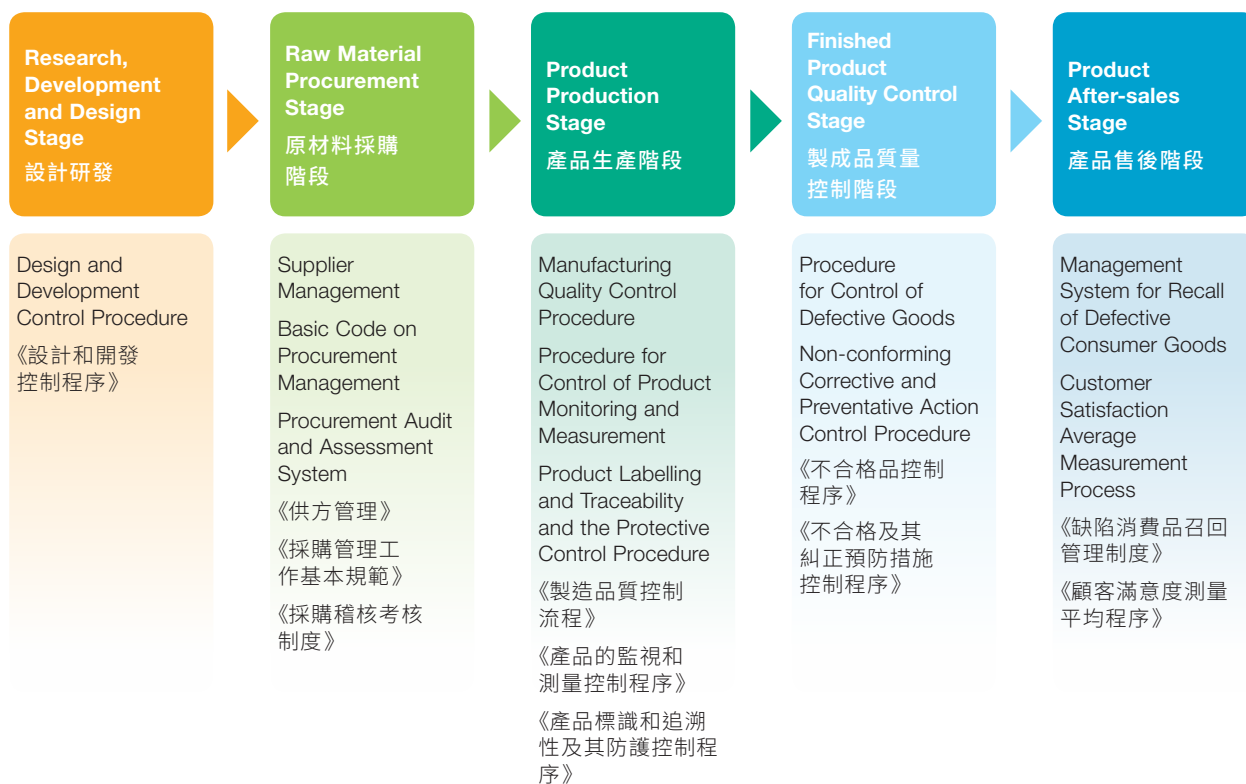 Research,
Development
and Design
Stage
設計研發
Raw Material
Procurement
Stage
原材料採購
階段
Product
Production
Stage
產品生產階段
Finished
Product
Quality Control
Stage
製成品質量
控制階段
Product
After-sales
Stage
產品售後階段
Design and
Development
Control Procedure
《設計和開發
控制程序》
Supplier
Management
Basic Code on
Procurement
Management
Procurement Audit
and Assessment
System
《供方管理》
《採購管理工
作基本規範》
《採購稽核考核
制度》
Manufacturing
Quality Control
Procedure
Procedure for
Control of Product
Monitoring and
Measurement
Product Labelling
and Traceability
and the Protective
Control Procedure
《製造品質控制
流程》
《產品的監視和
測量控制程序》
《產品標識和追溯
性及其防護控制程
序》
Procedure
for Control of
Defective Goods
Non-conforming
Corrective and
Preventative Action
Control Procedure
《不合格品控制
程序》
《不合格及其
糾正預防措施
控制程序》
Management
System for Recall
of Defective
Consumer Goods
Customer
Satisfaction
Average
Measurement
Process
《缺陷消費品召回
管理制度》
《顧客滿意度測量
平均程序》